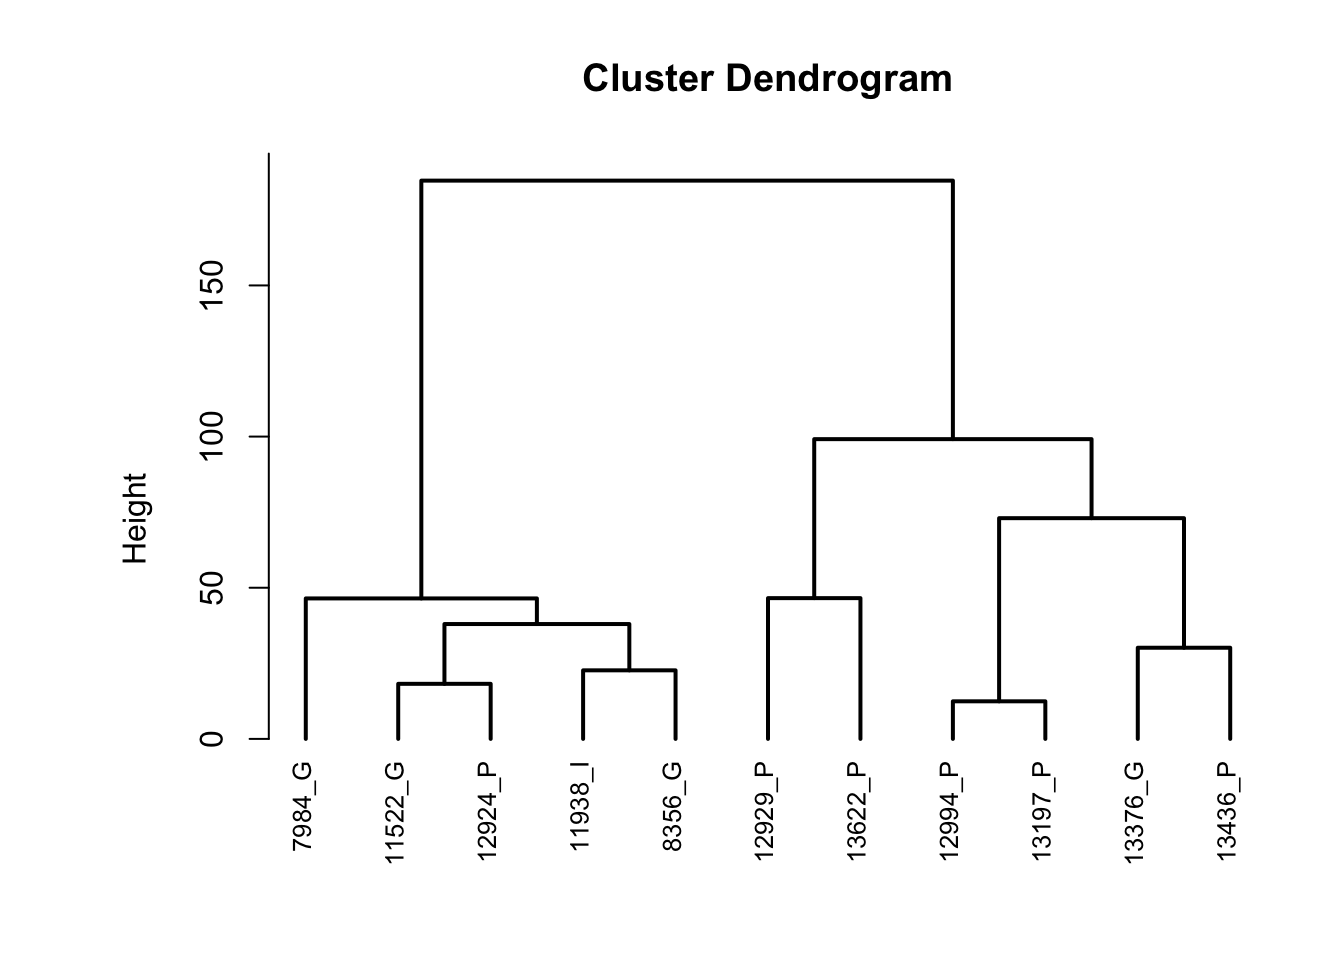 Cluster Dendrogram
Height
150
100
50
0
7984_G
11522_G
12924_P
11938_I
8356_G
12929_P
13622_P
12994_P
13197_P
13376_G
13436_P